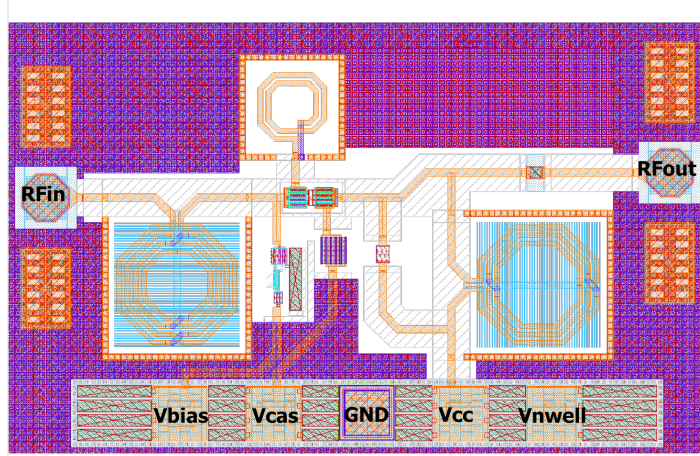 RFin
RFout
Vbias
Vcas
GND
Vcc
Vnwell